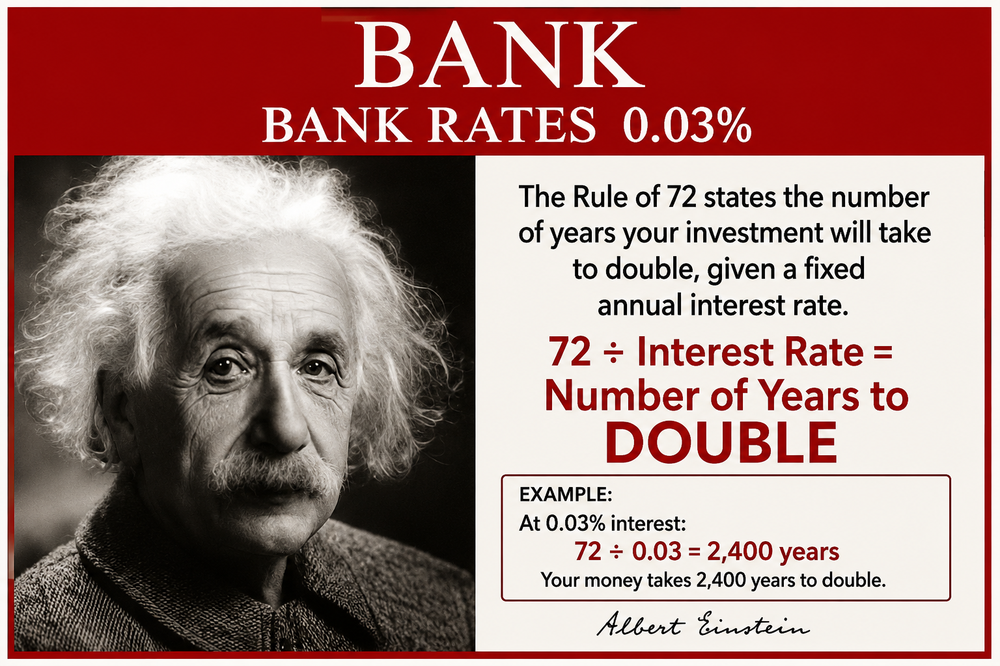 BANK
BANK RATES 0.03%
The Rule of 72 states the number
of years your investment will take
to double, given a fixed
annual interest rate.
72 ÷ Interest Rate =
Number of Years to
DOUBLE
EXAMPLE:
At 0.03% interest:
72 ÷ 0.03 = 2,400 years
Your money takes 2,400 years to double.
Albert Einstein